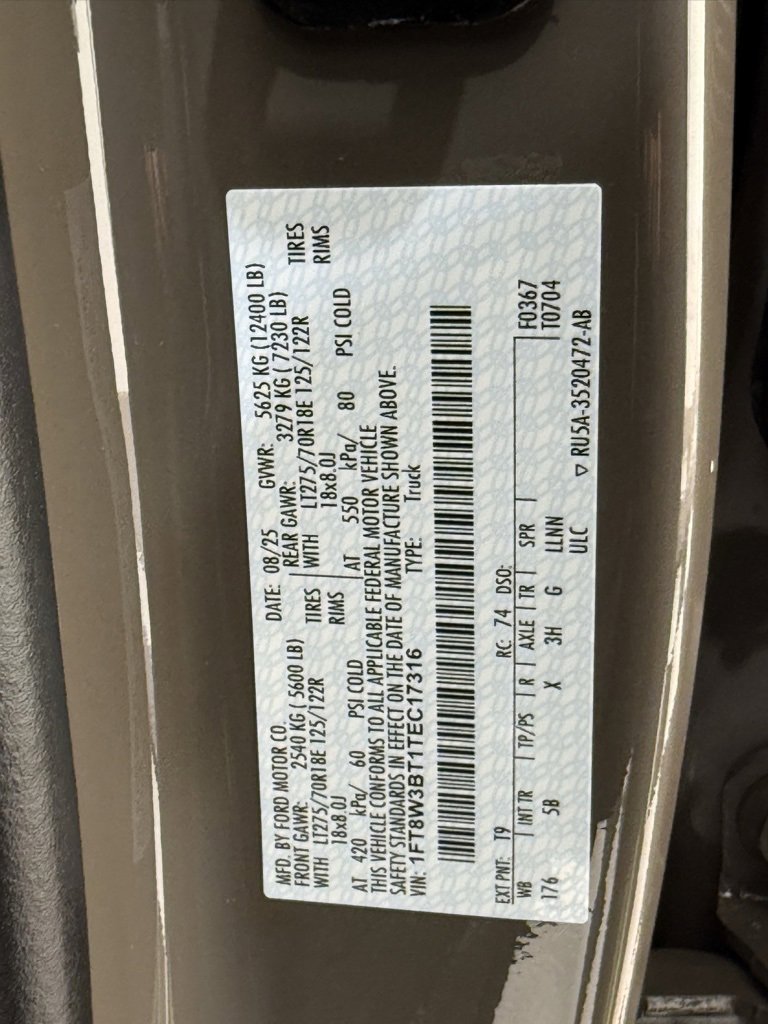 MFD. BY FORD MOTOR CO.
DATE: 08/25 GVWR: 5625 KG (12400 LB)
FRONT GAWR: 2540 KG ( 5600 LB) REAR GAWR: 3279 KG ( 7230 LB)
WITH LT275/70R18E 125/122R TIRES WITH LT275/70R18E 125/122R TIRES
18x8.0J RIMS 18x8.0J RIMS
AT 420 kPa/ 60 PSI COLD AT 550 kPa/ 80 PSI COLD
THIS VEHICLE CONFORMS TO ALL APPLICABLE FEDERAL MOTOR VEHICLE
SAFETY STANDARDS IN EFFECT ON THE DATE OF MANUFACTURE SHOWN ABOVE.
VIN: 1FT8W3BT1TEC17316 TYPE: Truck
EXT PNT: T9 RC: 74 DSO: F0367
WB INT TR TP/PS R AXLE TR SPR T0704
176 5B X 3H G LLNN
ULC ▽ RU5A-3520472-AB